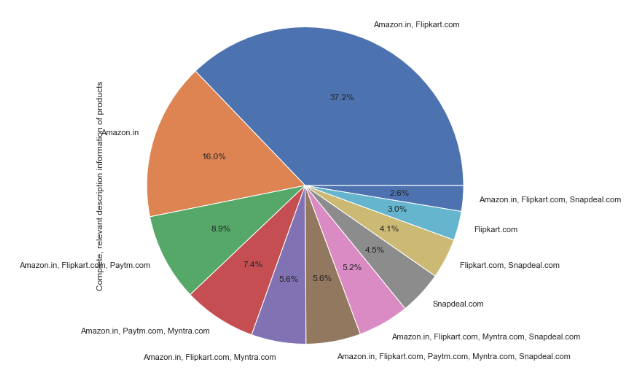 Amazon.in, Flipkart.com
37.2%
Amazon.in
16.0%
Complete, relevant description information of products
2.6%
Amazon.in, Flipkart.com, Snapdeal.com
3.0%
Flipkart.com
8.9%
4.1%
4.5%
Amazon.in, Flipkart.com, Paytm.com
Flipkart.com, Snapdeal.com
7.4%
5.2%
5.6%
5.6%
Snapdeal.com
Amazon.in, Paytm.com, Myntra.com
Amazon.in, Flipkart.com, Myntra.com, Snapdeal.com
Amazon.in, Flipkart.com, Myntra.com
Amazon.in, Flipkart.com, Paytm.com, Myntra.com, Snapdeal.com